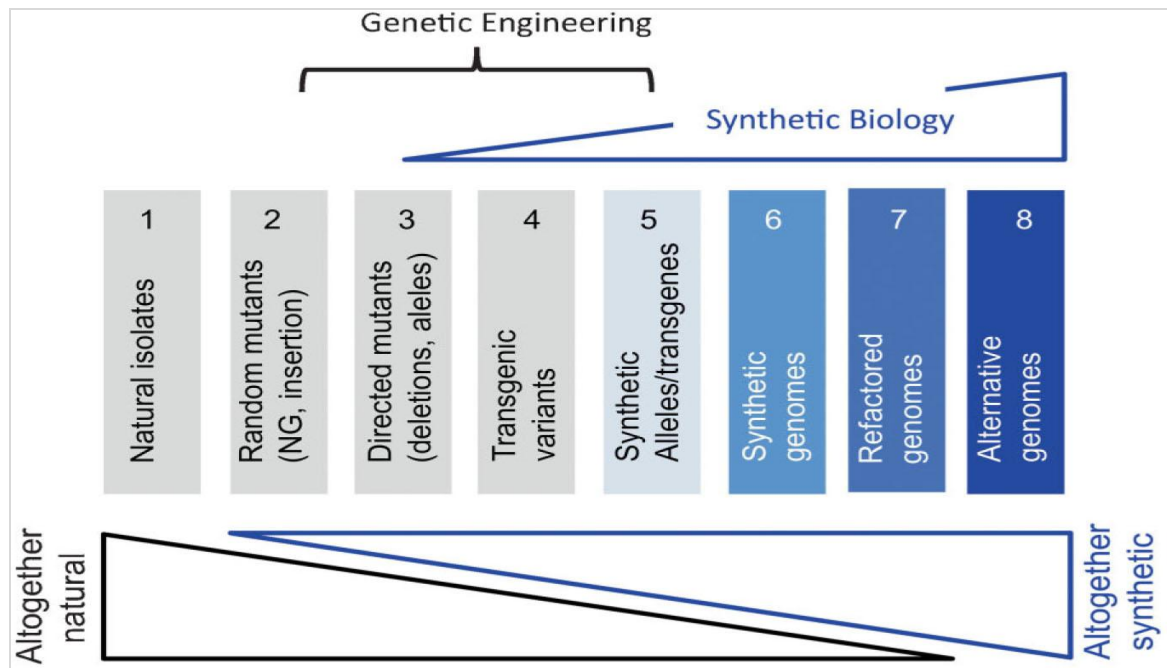 Genetic Engineering
Synthetic Biology
1
Natural isolates
2
Random mutants
(NG, insertion)
3
Directed mutants
(deletions, aleles)
4
Transgenic
variants
5
Synthetic
Alleles/transgenes
6
Synthetic
genomes
7
Refactored
genomes
8
Alternative
genomes
Altogether
natural
Altogether
synthetic